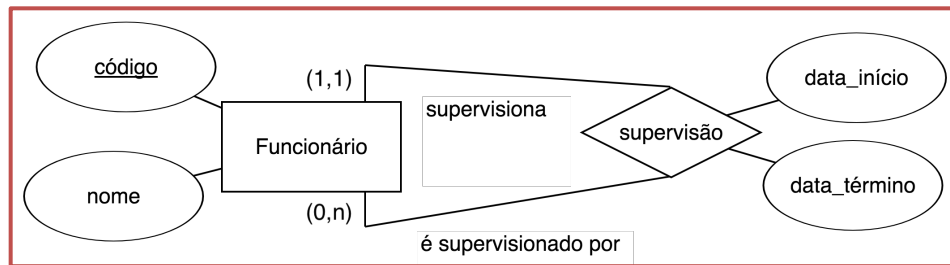 código
data_início
(1,1)
supervisiona
supervisão
Funcionário
nome
data_término
(0,n)
é supervisionado por